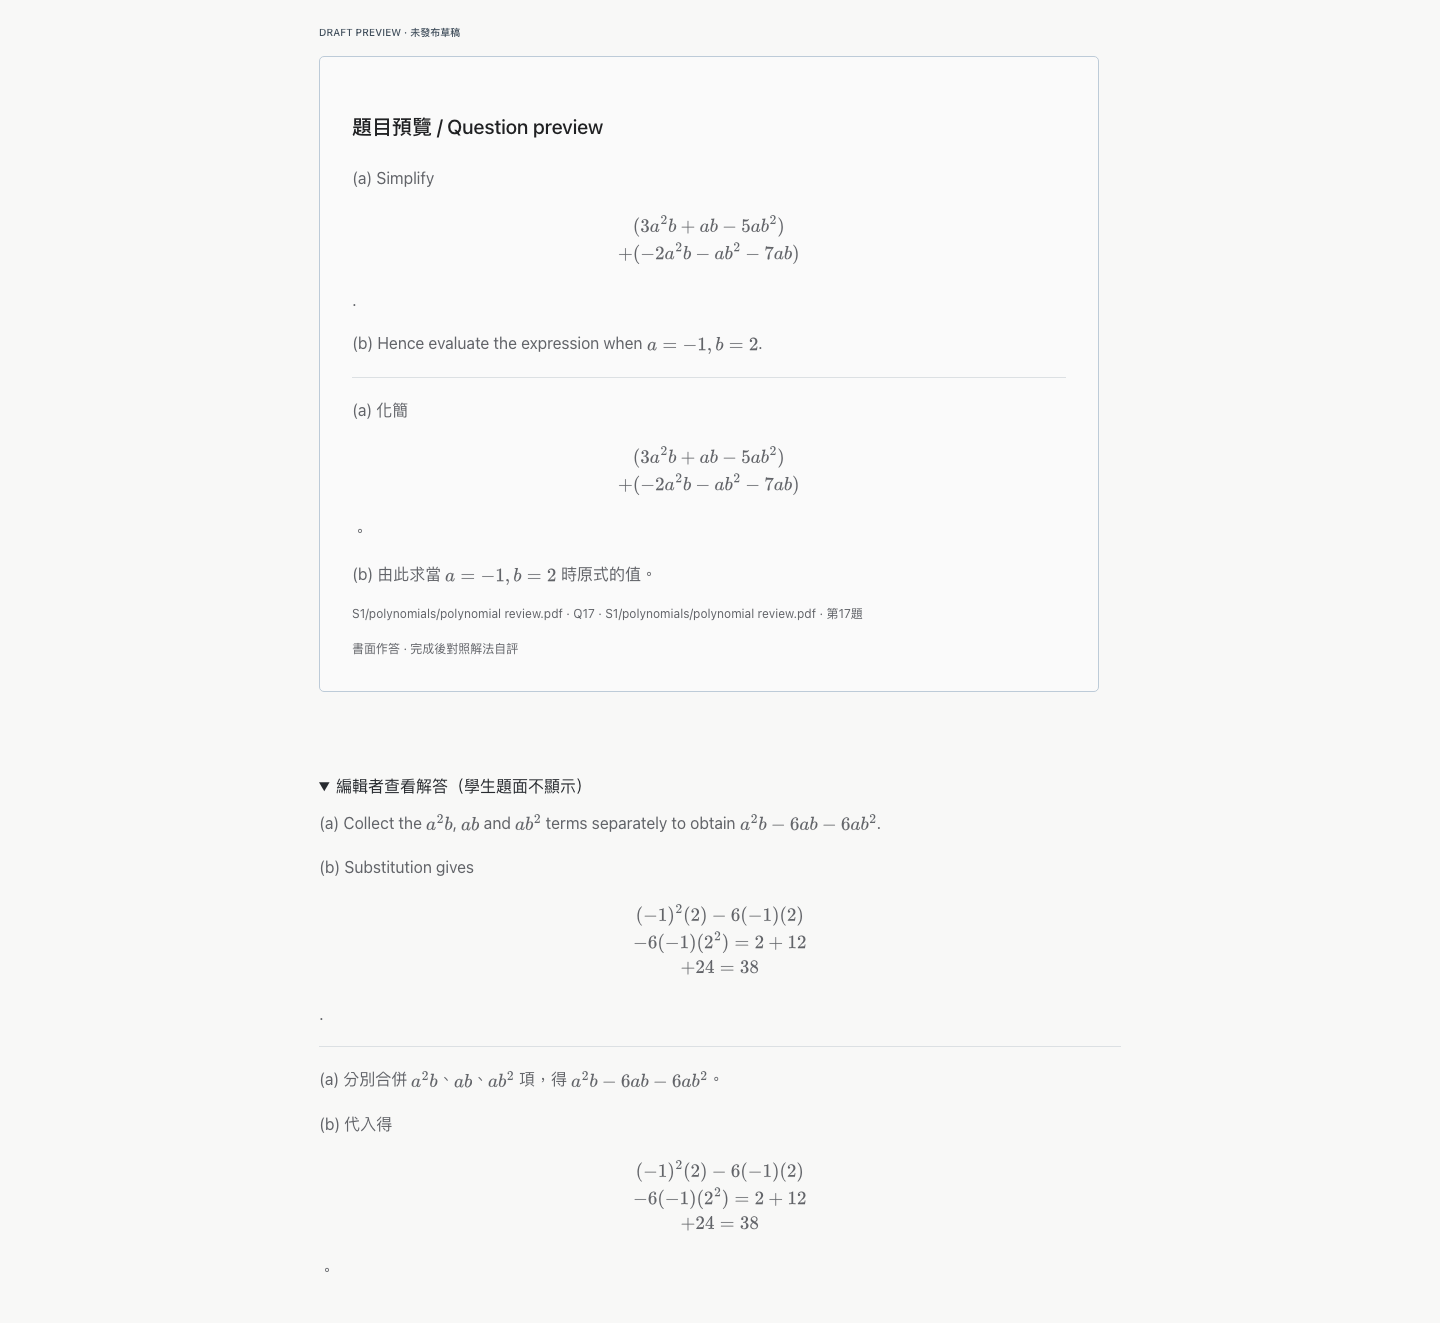 DRAFT PREVIEW · 未發布草稿
題目預覽 / Question preview
(a) Simplify
(3a²b + ab − 5ab²)
+(−2a²b − ab² − 7ab)
.
(b) Hence evaluate the expression when a = −1, b = 2.
(a) 化簡
(3a²b + ab − 5ab²)
+(−2a²b − ab² − 7ab)
。
(b) 由此求當 a = −1, b = 2 時原式的值。
S1/polynomials/polynomial review.pdf · Q17 · S1/polynomials/polynomial review.pdf · 第17題
書面作答 · 完成後對照解法自評
▼ 編輯者查看解答（學生題面不顯示）
(a) Collect the a²b, ab and ab² terms separately to obtain a²b − 6ab − 6ab².
(b) Substitution gives
(−1)²(2) − 6(−1)(2)
−6(−1)(2²) = 2 + 12
+24 = 38
.
(a) 分別合併 a²b、ab、ab² 項，得 a²b − 6ab − 6ab²。
(b) 代入得
(−1)²(2) − 6(−1)(2)
−6(−1)(2²) = 2 + 12
+24 = 38
。